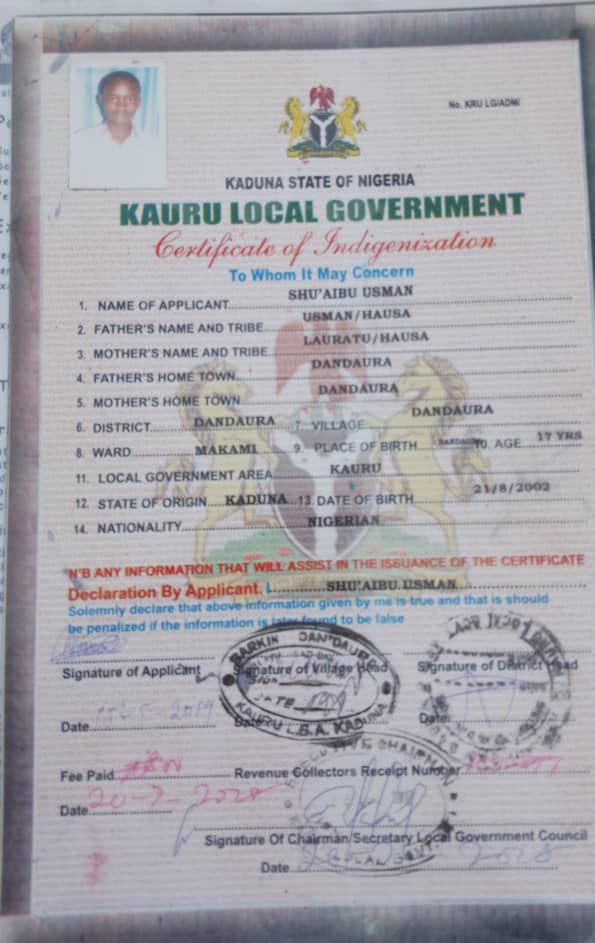 No. KRU LG/ADM/
KADUNA STATE OF NIGERIA
KAURU LOCAL GOVERNMENT
Certificate of Indigenization
To Whom It May Concern
1. NAME OF APPLICANT SHU'AIBU USMAN
2. FATHER'S NAME AND TRIBE USMAN/HAUSA
3. MOTHER'S NAME AND TRIBE LAURATU/HAUSA
4. FATHER'S HOME TOWN DANDAURA
5. MOTHER'S HOME TOWN DANDAURA
6. DISTRICT DANDAURA 7. VILLAGE DANDAURA
8. WARD MAKAMI 9. PLACE OF BIRTH DANDAURA 10. AGE. 17 YRS
11. LOCAL GOVERNMENT AREA KAURU
12. STATE OF ORIGIN KADUNA 13. DATE OF BIRTH 21/8/2002
14. NATIONALITY NIGERIAN
N'B ANY INFORMATION THAT WILL ASSIST IN THE ISSUANCE OF THE CERTIFICATE
Declaration By Applicant. I SHU'AIBU USMAN
Solemnly declare that above information given by me is true and that is should
be penalized if the information is later found to be false
Signature of Applicant Signature of Village Head Signature of District Head
DATE
KAURU L.G.A. KADUNA
Date 2019 Date Date
Fee Paid Revenue Collectors Receipt Number
Date
Signature Of Chairman/Secretary Local Government Council
Date